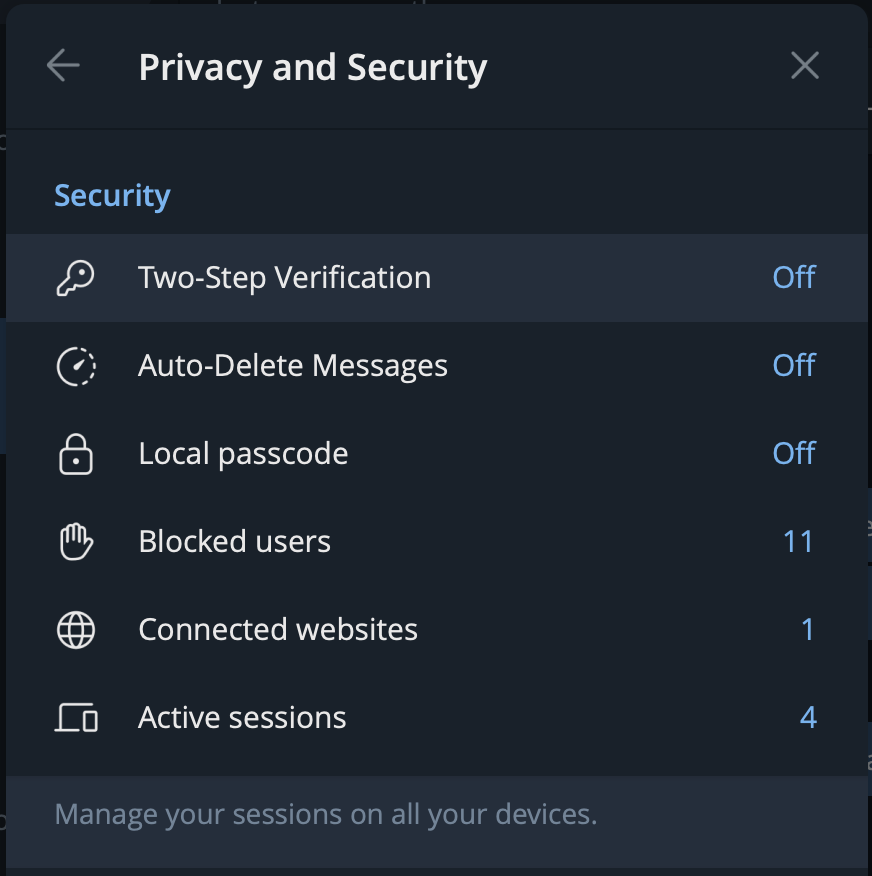 Privacy and Security
Security
Two-Step Verification Off
Auto-Delete Messages Off
Local passcode Off
Blocked users 11
Connected websites 1
Active sessions 4
Manage your sessions on all your devices.